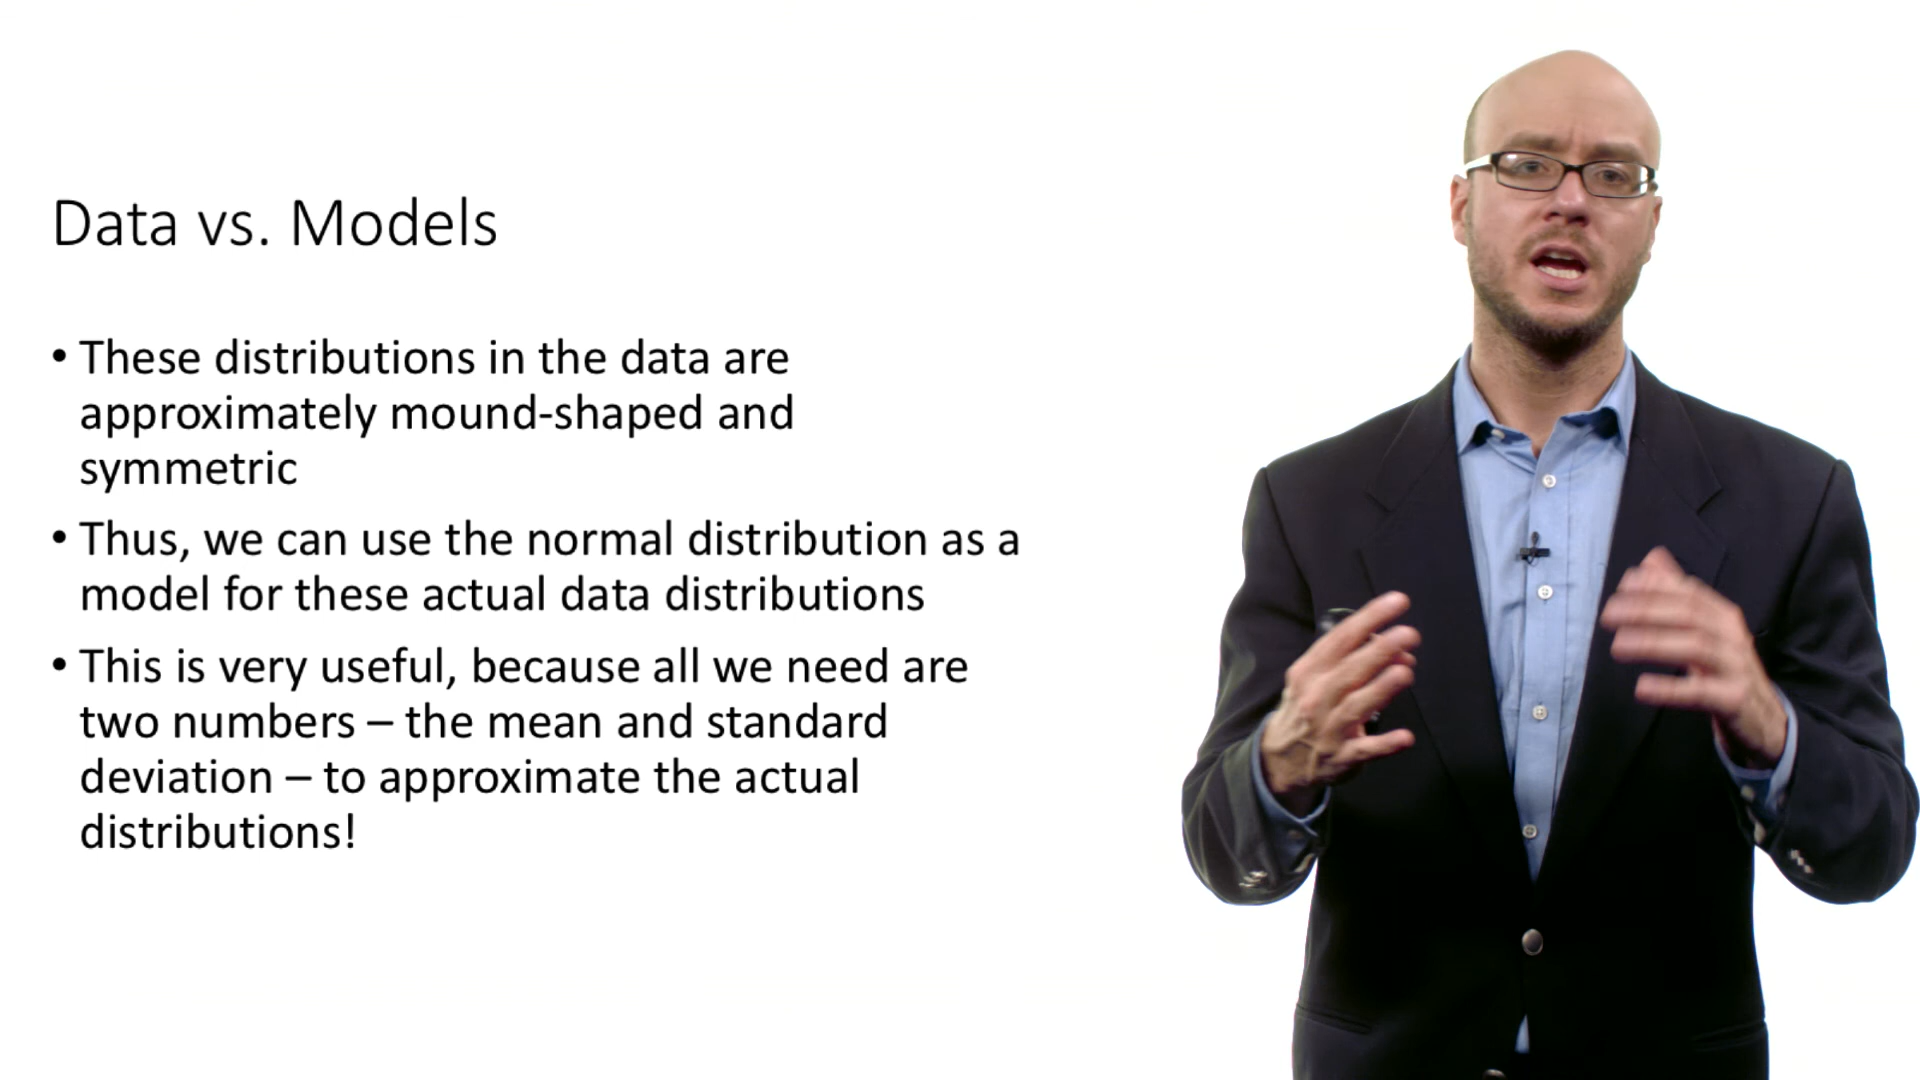 Data vs. Models
• These distributions in the data are
approximately mound-shaped and
symmetric
• Thus, we can use the normal distribution as a
model for these actual data distributions
• This is very useful, because all we need are
two numbers – the mean and standard
deviation – to approximate the actual
distributions!